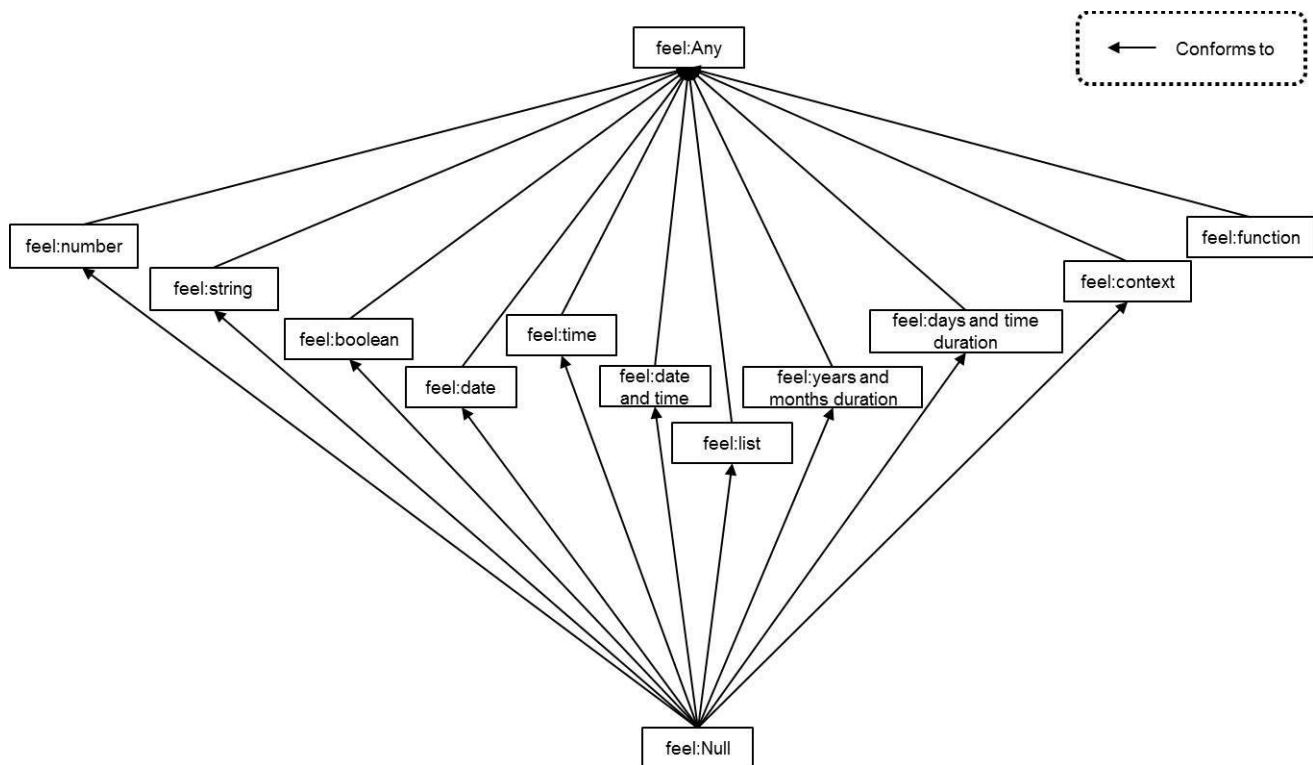 feel:Any
Conforms to
feel:number
feel:function
feel:string
feel:context
feel:boolean
feel:time
feel:days and time
duration
feel:date
feel:date
and time
feel:years and
months duration
feel:list
feel:Null